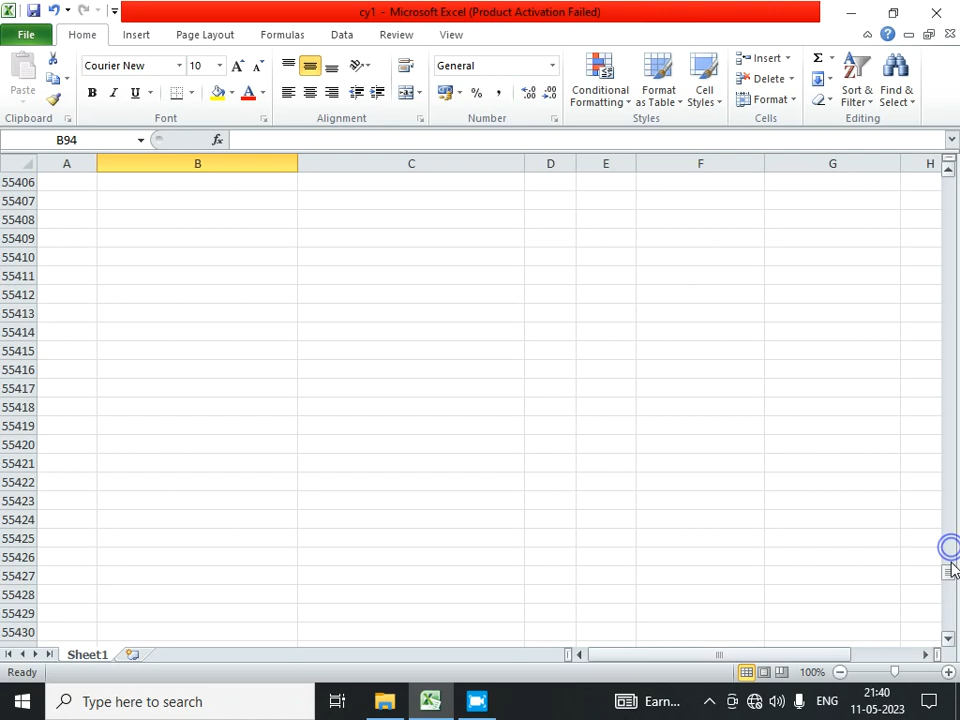 cy1 - Microsoft Excel (Product Activation Failed)
File Home Insert Page Layout Formulas Data Review View
Paste
Courier New 10
General
Conditional Formatting
Format as Table
Cell Styles
Insert
Delete
Format
Σ
Sort & Filter
Find & Select
Clipboard Font Alignment Number Styles Cells Editing
B94 fx
A B C D E F G H
55406
55407
55408
55409
55410
55411
55412
55413
55414
55415
55416
55417
55418
55419
55420
55421
55422
55423
55424
55425
55426
55427
55428
55429
55430
Sheet1
Ready 100%
Type here to search Earn... ENG 21:40
11-05-2023